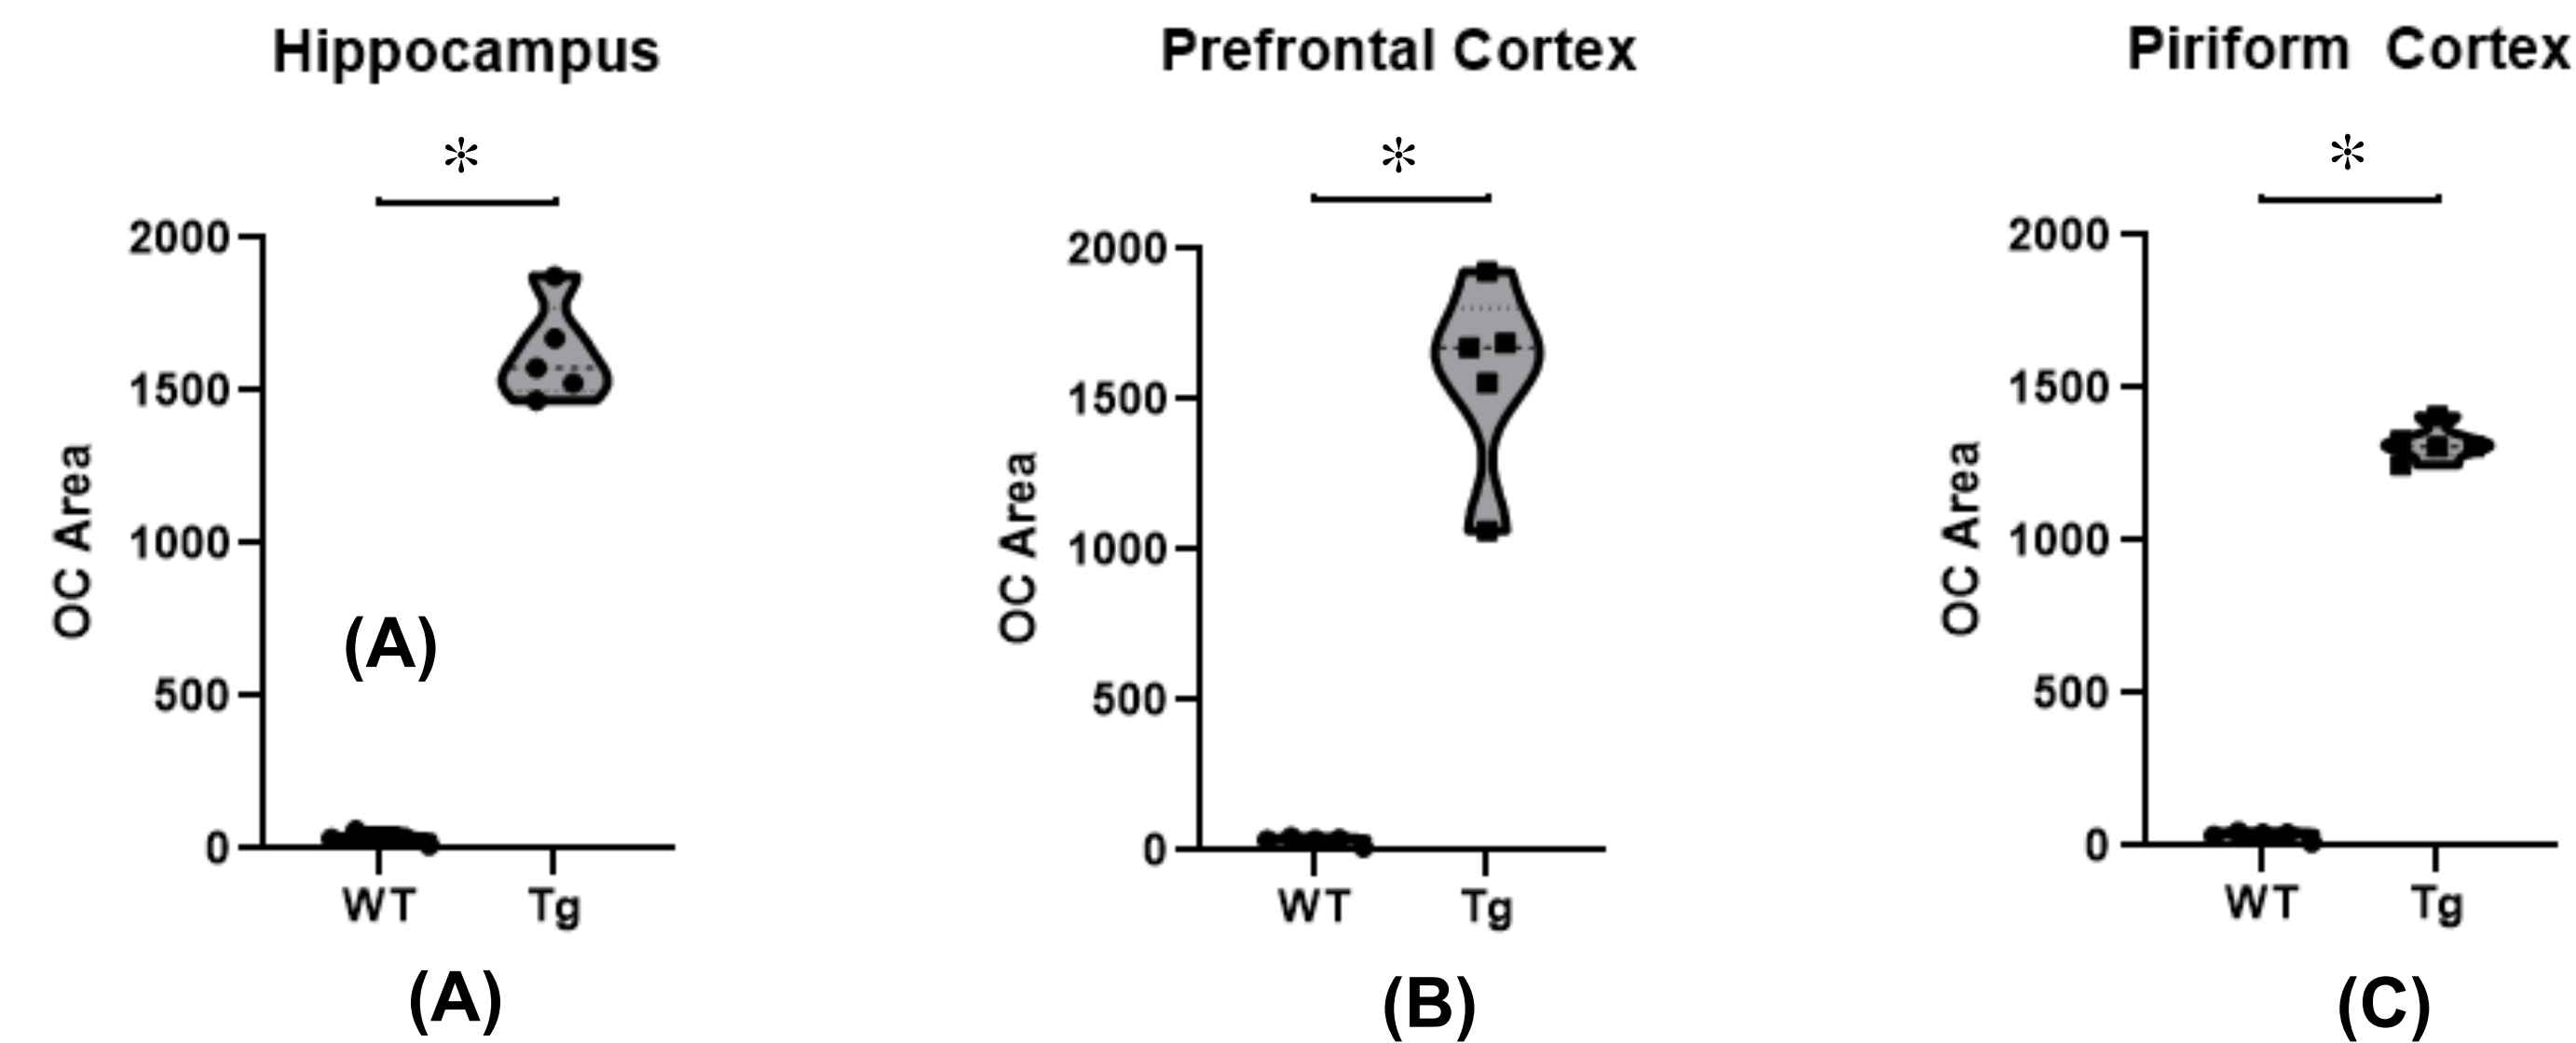 Hippocampus
*
2000
1500
1000
500
0
OC Area
(A)
WT Tg
(A)
Prefrontal Cortex
*
2000
1500
1000
500
0
OC Area
WT Tg
(B)
Piriform Cortex
*
2000
1500
1000
500
0
OC Area
WT Tg
(C)